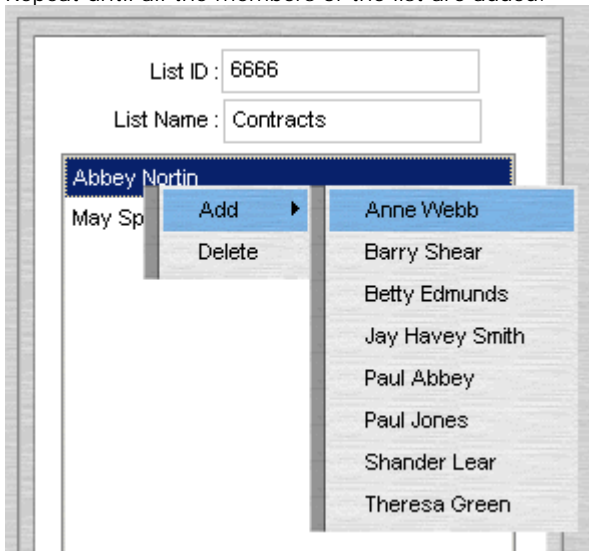 Repeat until all the members of the list are added.
List ID : 6666
List Name : Contracts
Abbey Nortin
May Sp
Add
Delete
Anne Webb
Barry Shear
Betty Edmunds
Jay Havey Smith
Paul Abbey
Paul Jones
Shander Lear
Theresa Green